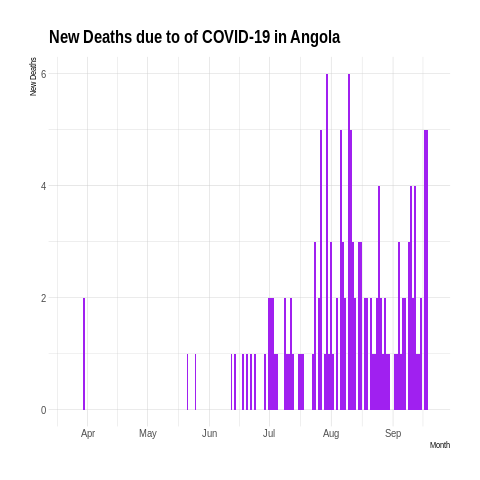 New Deaths due to of COVID-19 in Angola
New Deaths
6
4
2
0
Apr May Jun Jul Aug Sep
Month